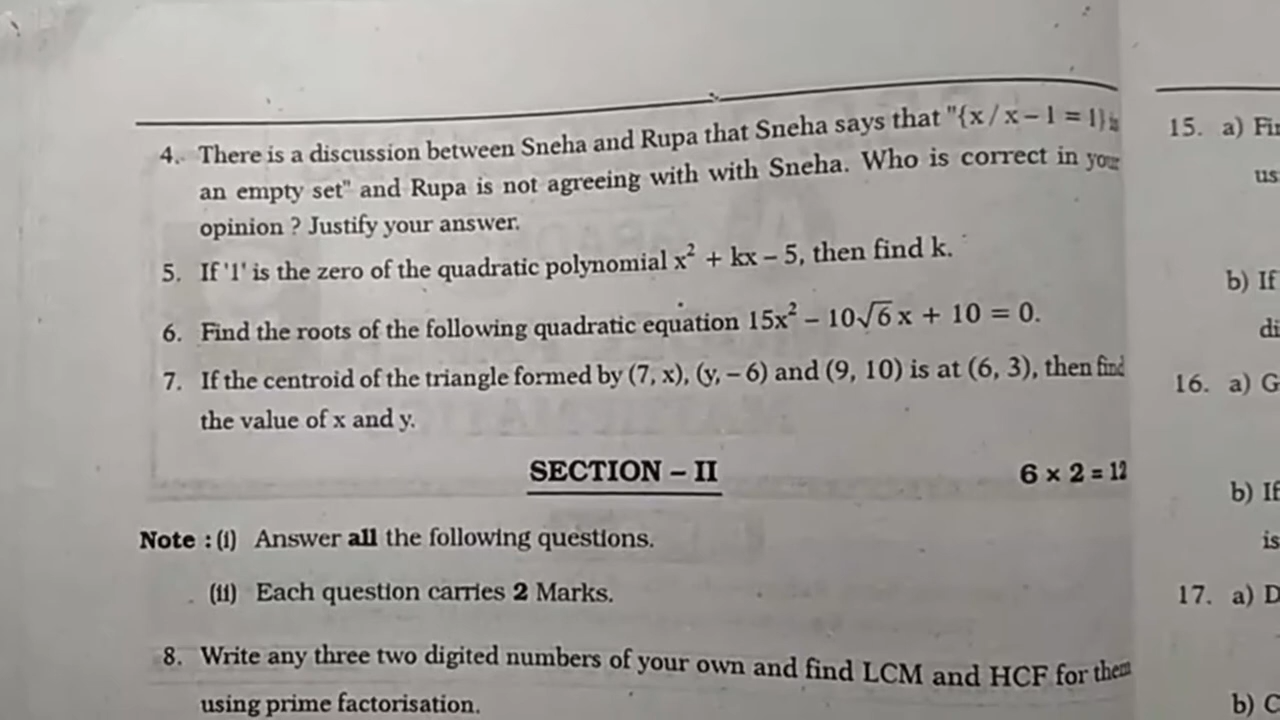 4. There is a discussion between Sneha and Rupa that Sneha says that "{x / x – 1 = 1} is
an empty set" and Rupa is not agreeing with with Sneha. Who is correct in your
opinion ? Justify your answer.
5. If '1' is the zero of the quadratic polynomial x² + kx – 5, then find k.
6. Find the roots of the following quadratic equation 15x² – 10√6 x + 10 = 0.
7. If the centroid of the triangle formed by (7, x), (y, – 6) and (9, 10) is at (6, 3), then find
the value of x and y.
SECTION – II 6 × 2 = 12
Note : (i) Answer all the following questions.
(ii) Each question carries 2 Marks.
8. Write any three two digited numbers of your own and find LCM and HCF for them
using prime factorisation.
15. a)
us
b) If
di
16. a) G
b) If
is
17. a) D
b) C